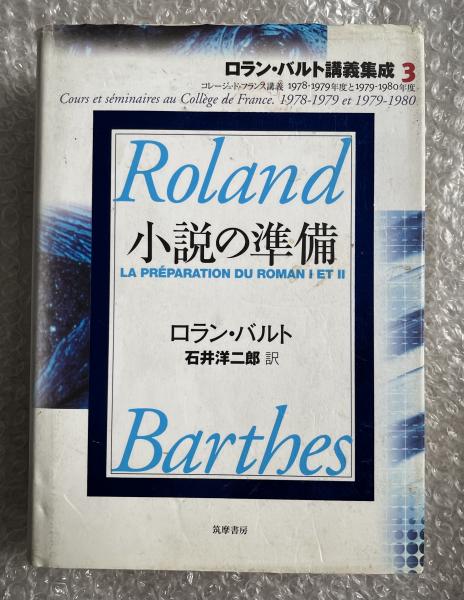 ロラン・バルト講義集成 3
コレージュ・ド・フランス講義 1978-1979年度と1979-1980年度
Cours et séminaires au Collège de France. 1978-1979 et 1979-1980
Roland
小説の準備
LA PRÉPARATION DU ROMAN I ET II
ロラン・バルト
石井洋二郎 訳
Barthes
筑摩書房